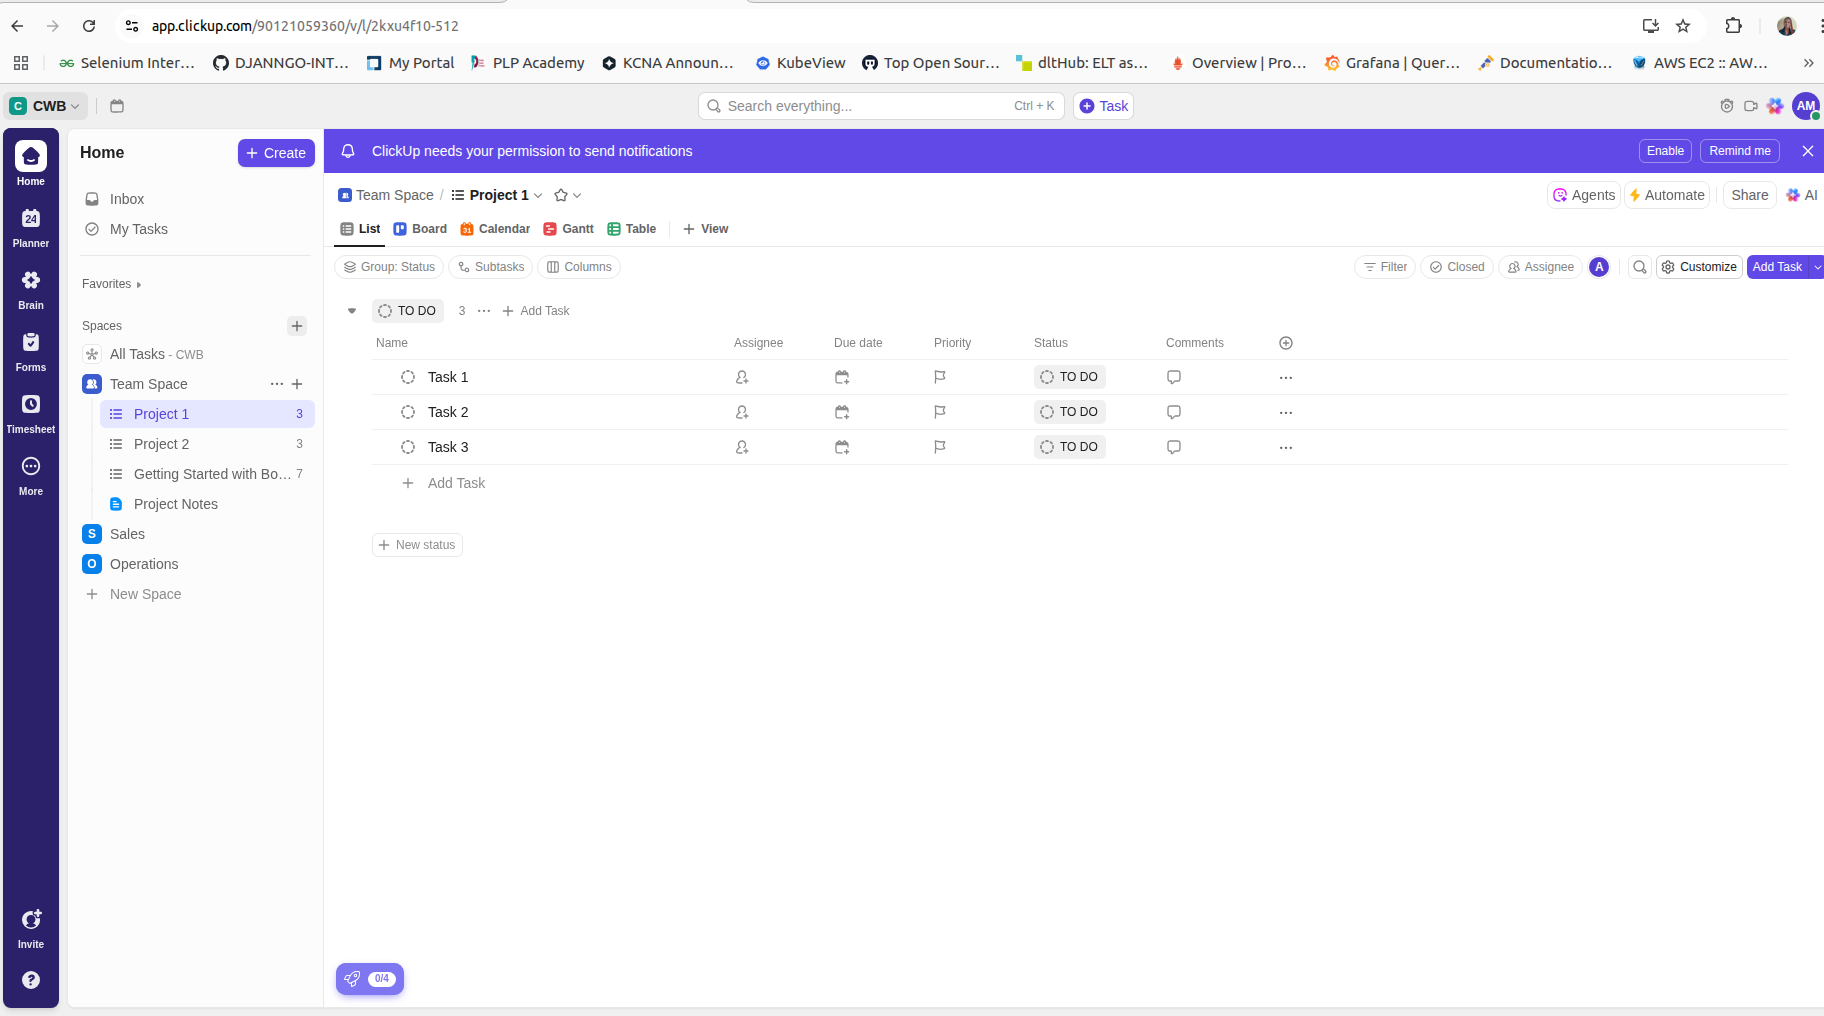 app.clickup.com/90121059360/v/l/2kxu4f10-512
Selenium Inter... DJANNGO-INT... My Portal PLP Academy KCNA Announ... KubeView Top Open Sour... dltHub: ELT as... Overview | Pro... Grafana | Quer... Documentatio... AWS EC2 :: AW...
C CWB Search everything... Ctrl + K Task AM
Home
Planner
24
Brain
Forms
Timesheet
More
Invite
?
Home
Create
Inbox
My Tasks
Favorites
Spaces
All Tasks - CWB
Team Space
Project 1 3
Project 2 3
Getting Started with Bo... 7
Project Notes
S Sales
O Operations
New Space
ClickUp needs your permission to send notifications Enable Remind me
Team Space / Project 1 Agents Automate Share AI
List Board 31 Calendar Gantt Table View
Group: Status Subtasks Columns Filter Closed Assignee A Customize Add Task
TO DO 3 Add Task
Name Assignee Due date Priority Status Comments
Task 1 TO DO
Task 2 TO DO
Task 3 TO DO
Add Task
New status
0/4